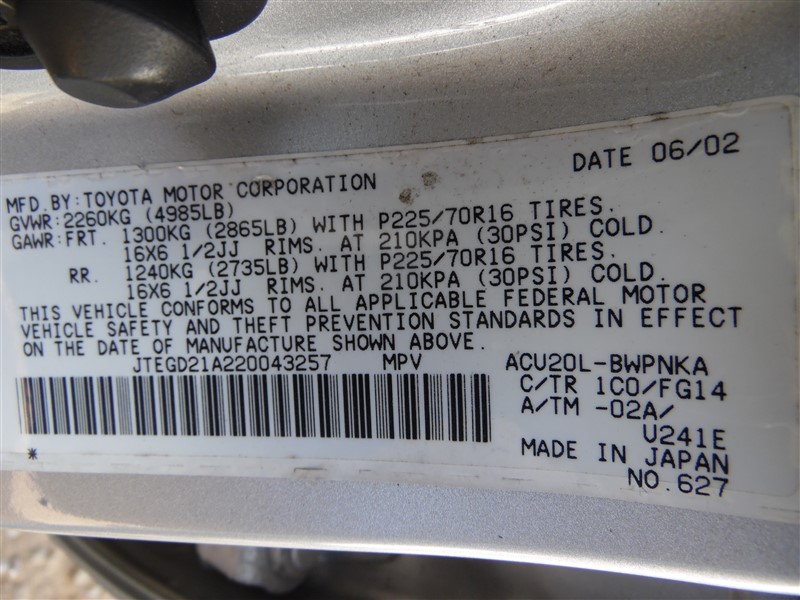 DATE 06/02
MFD.BY:TOYOTA MOTOR CORPORATION
GVWR:2260KG (4985LB)
GAWR:FRT. 1300KG (2865LB) WITH P225/70R16 TIRES.
16X6 1/2JJ RIMS. AT 210KPA (30PSI) COLD.
RR. 1240KG (2735LB) WITH P225/70R16 TIRES.
16X6 1/2JJ RIMS. AT 210KPA (30PSI) COLD.
THIS VEHICLE CONFORMS TO ALL APPLICABLE FEDERAL MOTOR
VEHICLE SAFETY AND THEFT PREVENTION STANDARDS IN EFFECT
ON THE DATE OF MANUFACTURE SHOWN ABOVE.
JTEGD21A220043257 MPV ACU20L-BWPNKA
C/TR 1C0/FG14
A/TM -02A/
U241E
MADE IN JAPAN
* NO.627